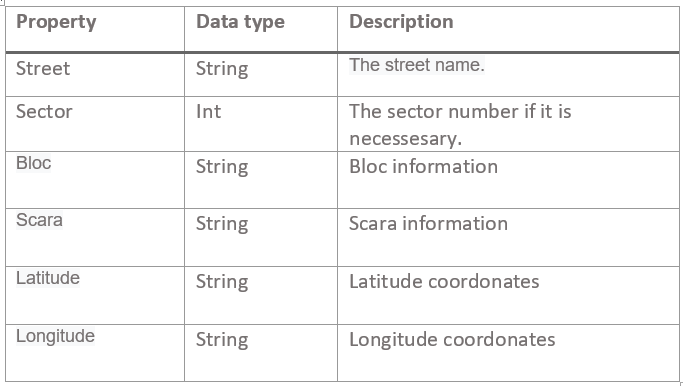 Property Data type Description
Street String The street name.
Sector Int The sector number if it is
necessesary.
Bloc String Bloc information
Scara String Scara information
Latitude String Latitude coordonates
Longitude String Longitude coordonates